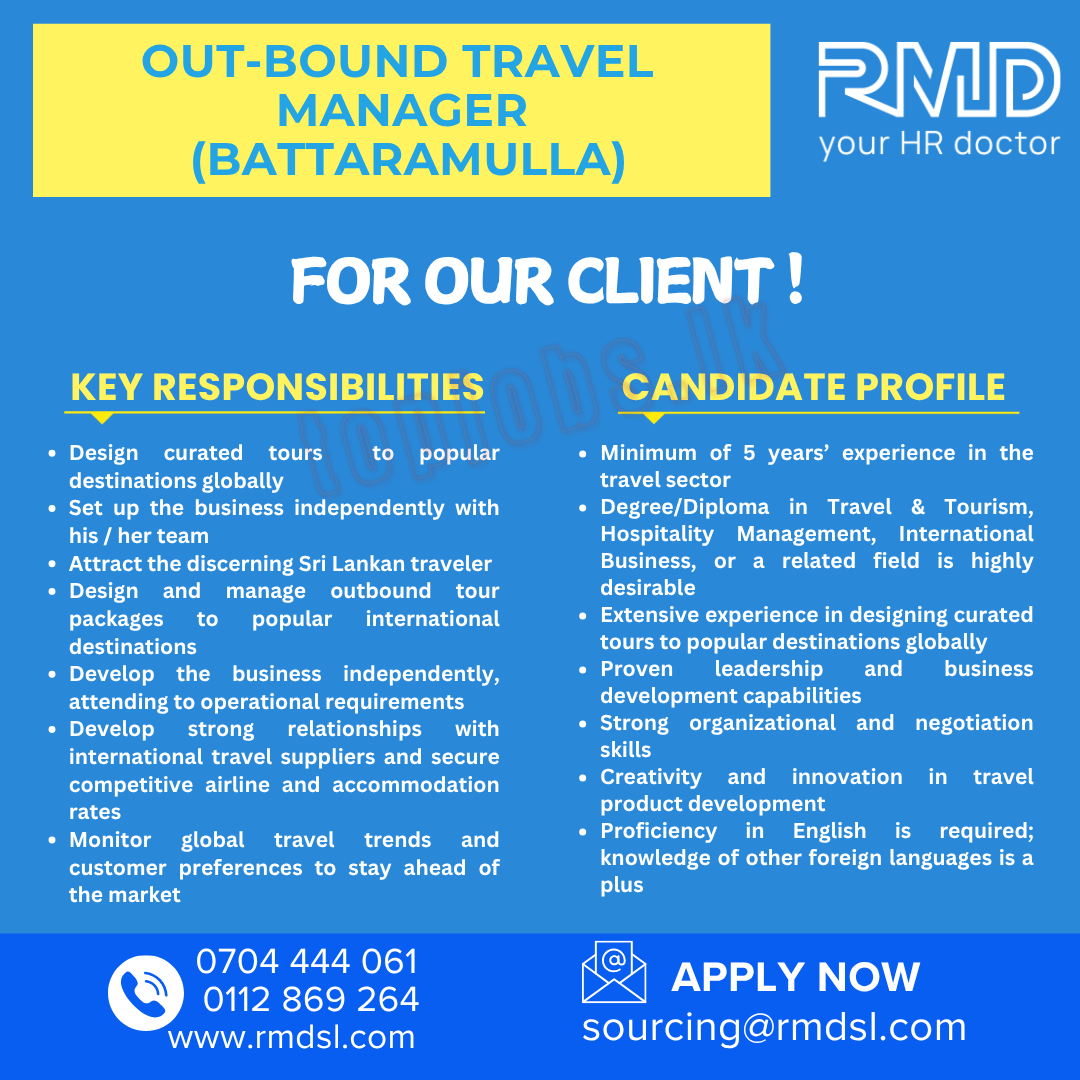 OUT-BOUND TRAVEL
MANAGER
(BATTARAMULLA)
RMD
your HR doctor
FOR OUR CLIENT !
topjobs.lk
KEY RESPONSIBILITIES
• Design curated tours to popular
destinations globally
• Set up the business independently with
his / her team
• Attract the discerning Sri Lankan traveler
• Design and manage outbound tour
packages to popular international
destinations
• Develop the business independently,
attending to operational requirements
• Develop strong relationships with
international travel suppliers and secure
competitive airline and accommodation
rates
• Monitor global travel trends and
customer preferences to stay ahead of
the market
CANDIDATE PROFILE
• Minimum of 5 years’ experience in the
travel sector
• Degree/Diploma in Travel & Tourism,
Hospitality Management, International
Business, or a related field is highly
desirable
• Extensive experience in designing curated
tours to popular destinations globally
• Proven leadership and business
development capabilities
• Strong organizational and negotiation
skills
• Creativity and innovation in travel
product development
• Proficiency in English is required;
knowledge of other foreign languages is a
plus
0704 444 061
0112 869 264
www.rmdsl.com
@
APPLY NOW
sourcing@rmdsl.com